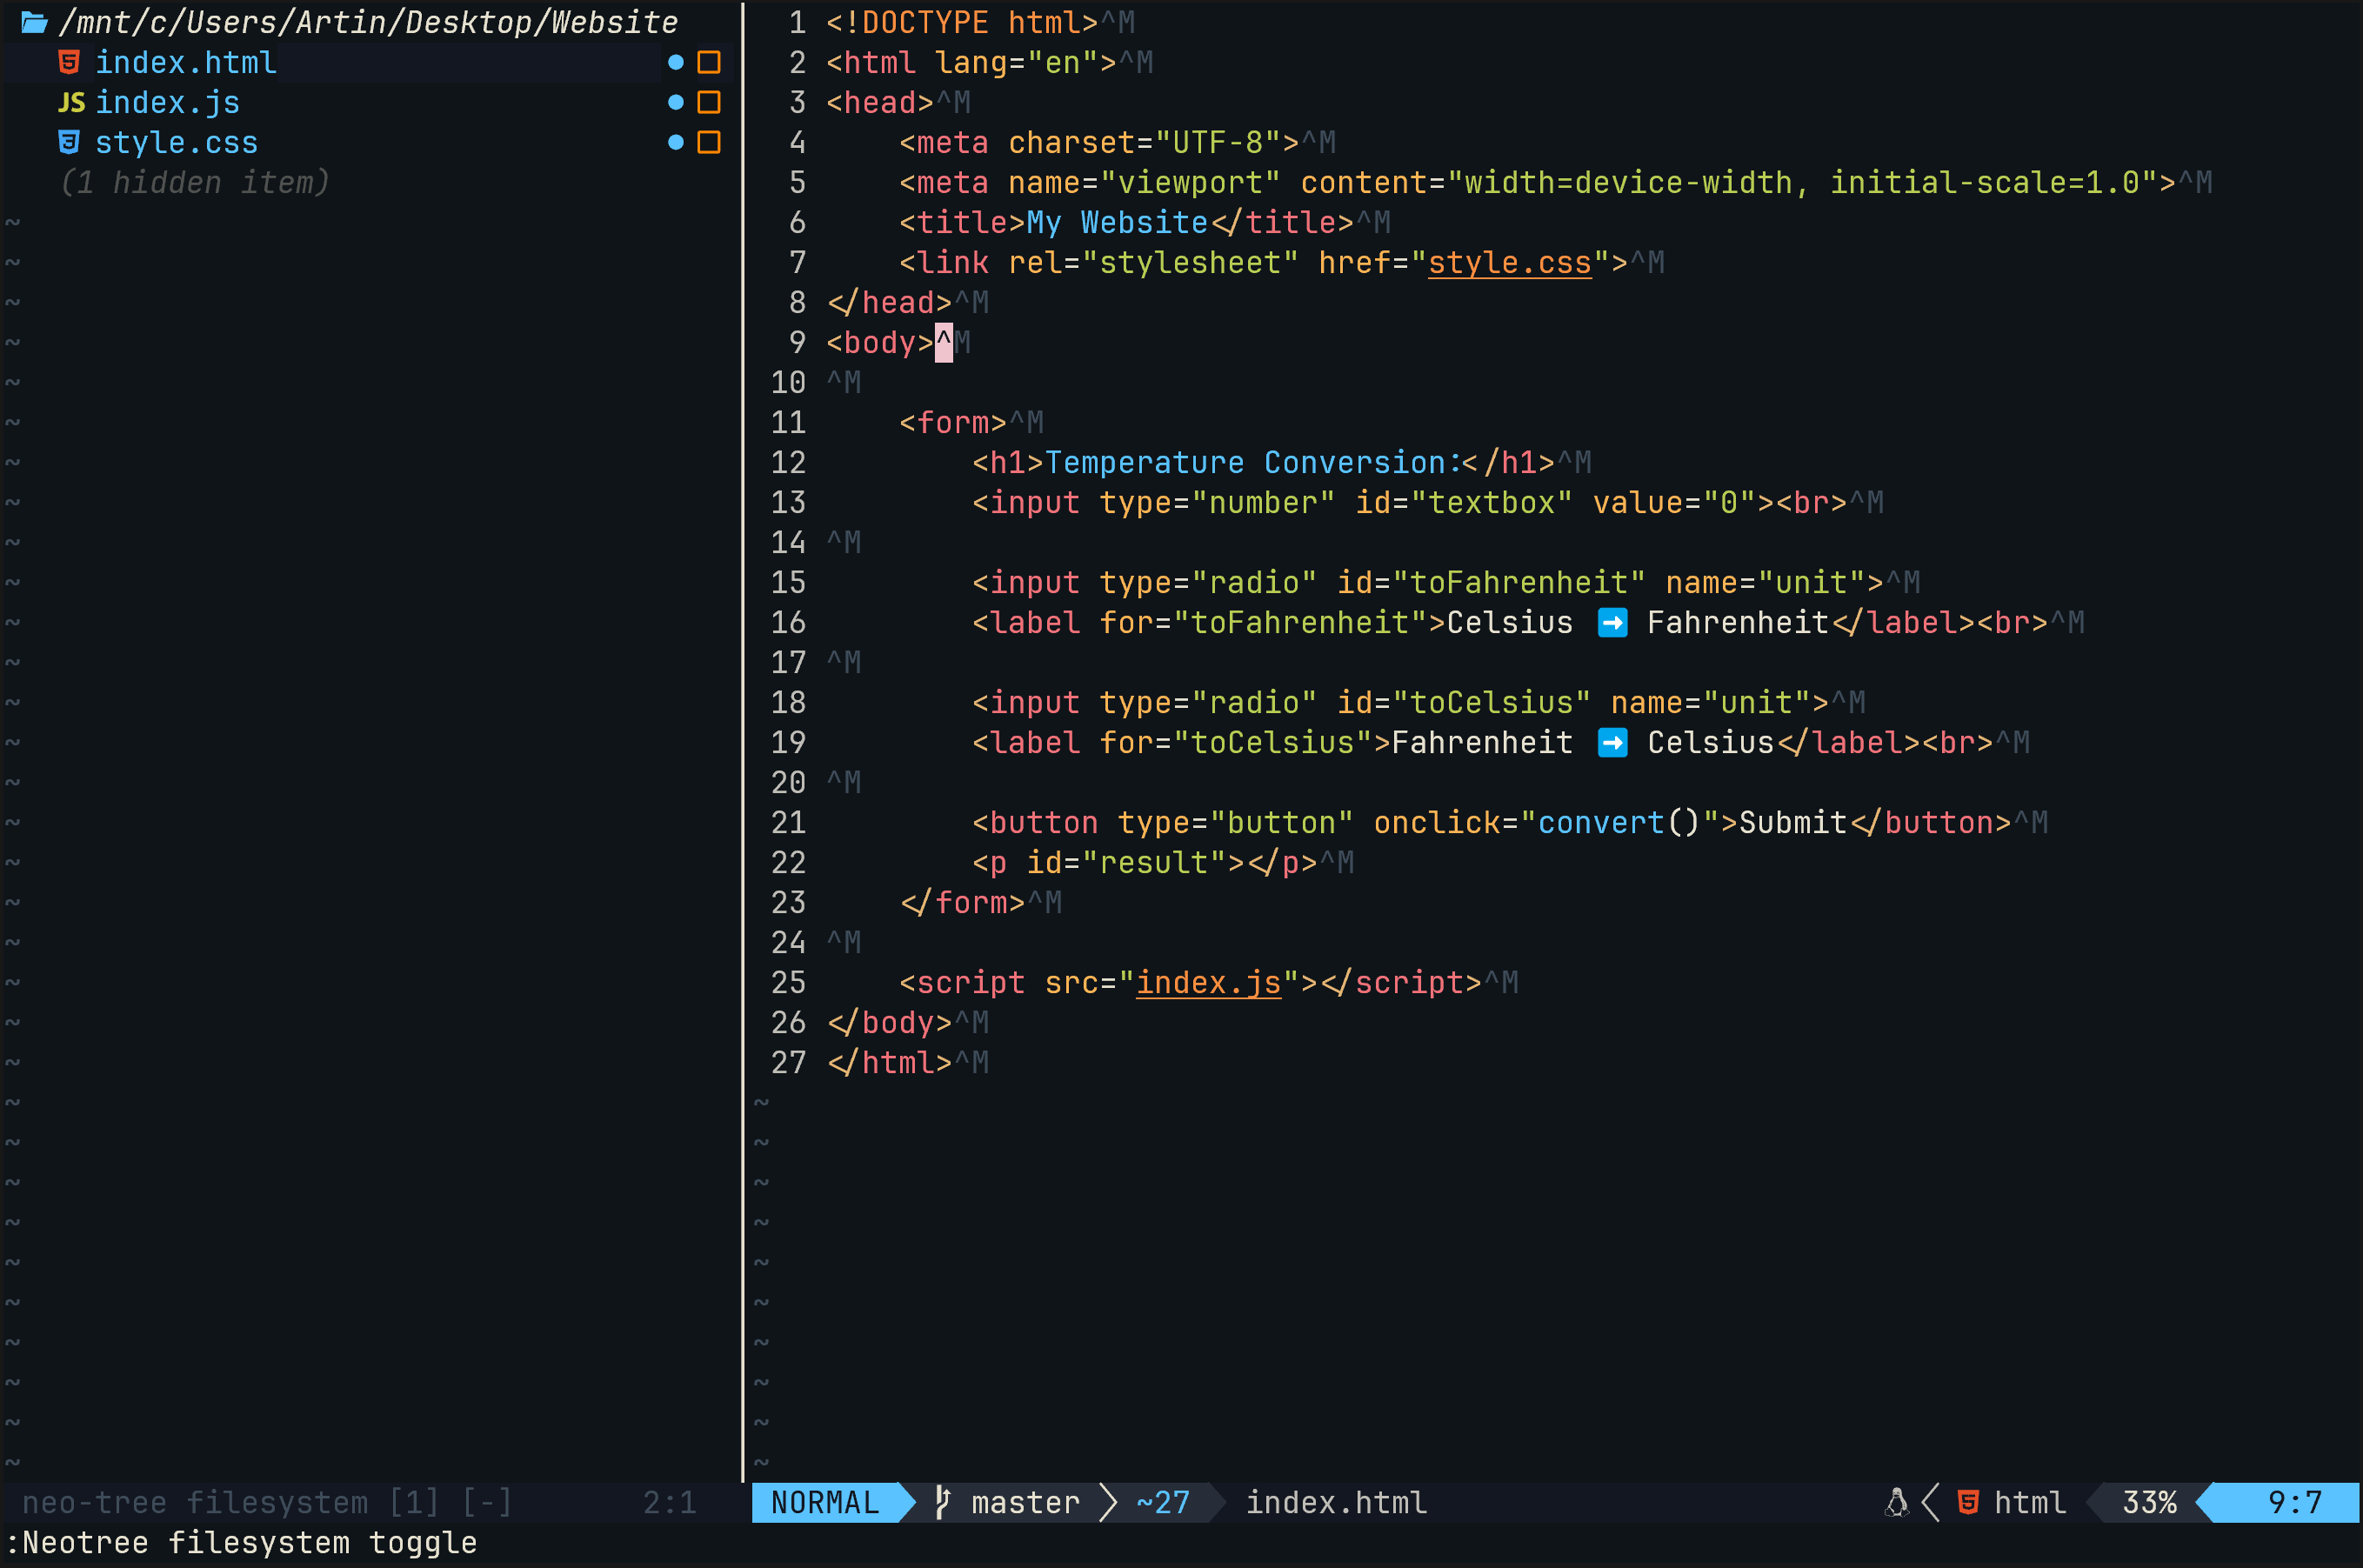 /mnt/c/Users/Artin/Desktop/Website
index.html
JS index.js
style.css
(1 hidden item)
1 <!DOCTYPE html>^M
2 <html lang="en">^M
3 <head>^M
4     <meta charset="UTF-8">^M
5     <meta name="viewport" content="width=device-width, initial-scale=1.0">^M
6     <title>My Website</title>^M
7     <link rel="stylesheet" href="style.css">^M
8 </head>^M
9 <body>^M
10 ^M
11     <form>^M
12         <h1>Temperature Conversion:</h1>^M
13         <input type="number" id="textbox" value="0"><br>^M
14 ^M
15         <input type="radio" id="toFahrenheit" name="unit">^M
16         <label for="toFahrenheit">Celsius ➡️ Fahrenheit</label><br>^M
17 ^M
18         <input type="radio" id="toCelsius" name="unit">^M
19         <label for="toCelsius">Fahrenheit ➡️ Celsius</label><br>^M
20 ^M
21         <button type="button" onclick="convert()">Submit</button>^M
22         <p id="result"></p>^M
23     </form>^M
24 ^M
25     <script src="index.js"></script>^M
26 </body>^M
27 </html>^M
neo-tree filesystem [1] [-] 2:1
NORMAL master ~27 index.html html 33% 9:7
:Neotree filesystem toggle